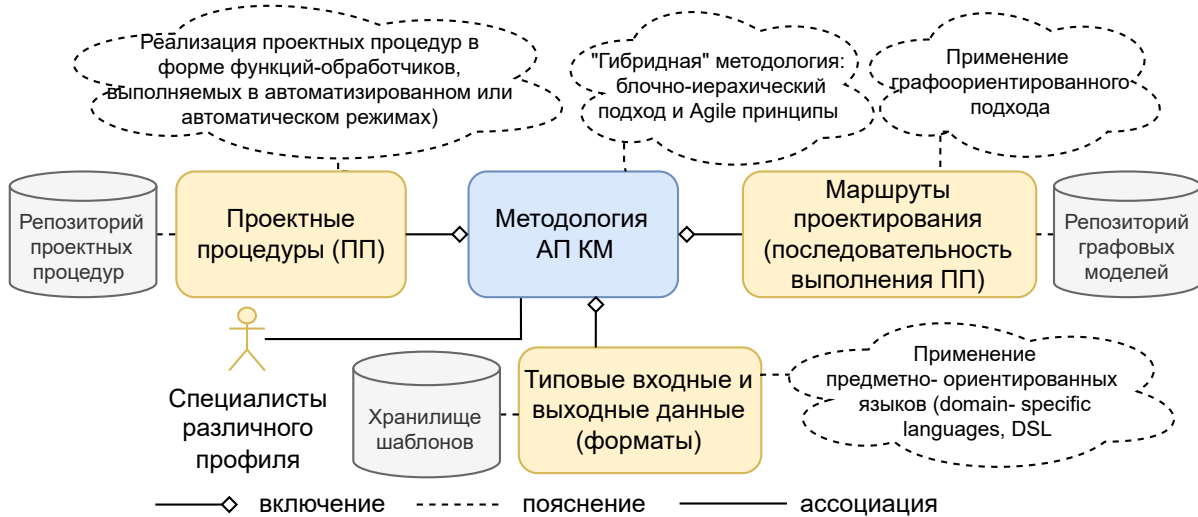 Реализация проектных процедур в
форме функций-обработчиков,
выполняемых в автоматизированном или
автоматическом режимах)
"Гибридная" методология:
блочно-иерахический
подход и Agile принципы
Применение
графоориентированного
подхода
Репозиторий
проектных
процедур
Проектные
процедуры (ПП)
Методология
АП КМ
Маршруты
проектирования
(последовательность
выполнения ПП)
Репозиторий
графовых
моделей
Специалисты
различного
профиля
Хранилище
шаблонов
Типовые входные и
выходные данные
(форматы)
Применение
предметно- ориентированных
языков (domain- specific
languages, DSL
включение
пояснение
ассоциация